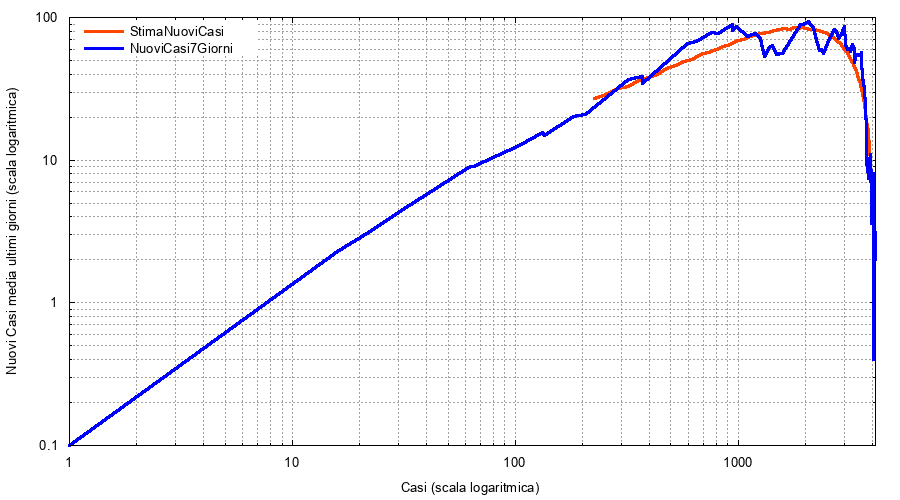 100
StimaNuoviCasi
NuoviCasi7Giorni
10
1
0.1
Nuovi Casi media ultimi giorni (scala logaritmica)
1 10 100 1000
Casi (scala logaritmica)